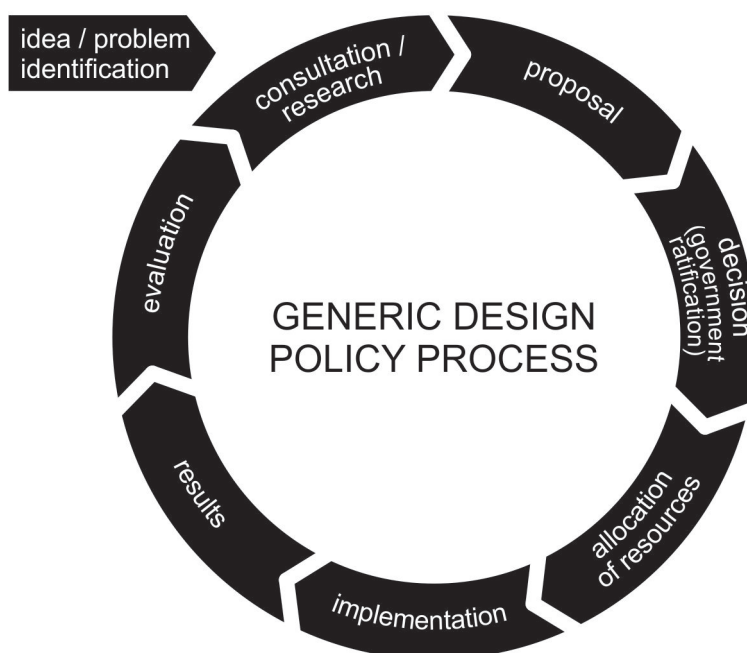 idea / problem
identification
consultation /
research
proposal
decision
(government
ratification)
allocation
of resources
implementation
results
evaluation
GENERIC DESIGN
POLICY PROCESS